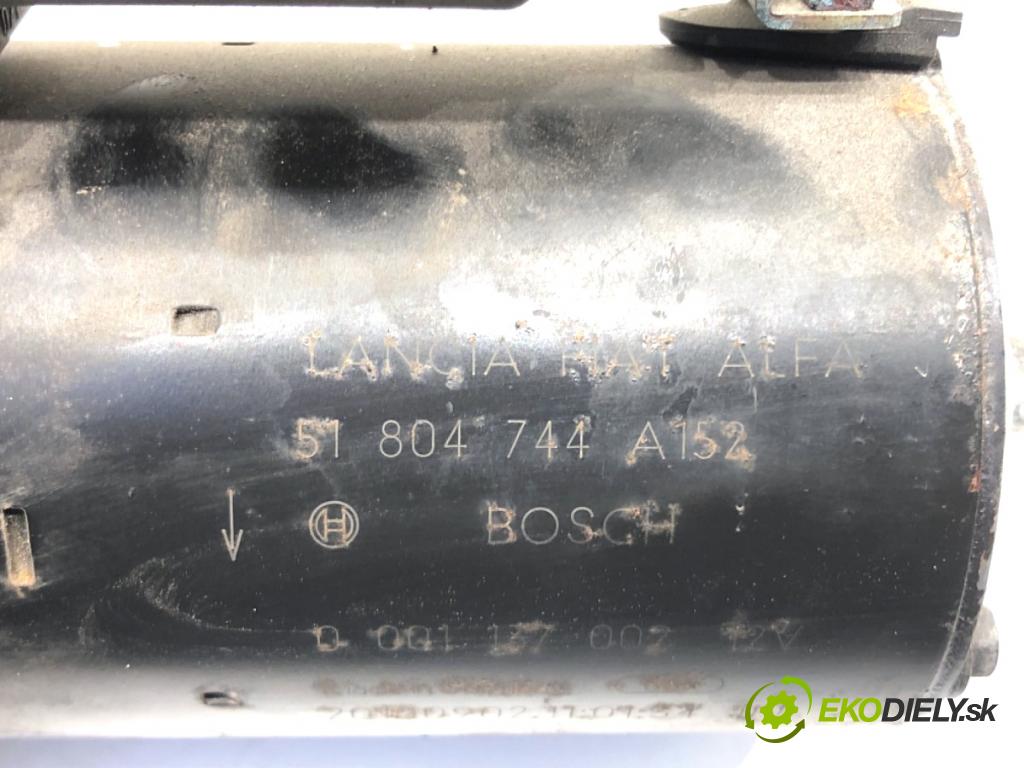 LANCIA FIAT ALFA
51 804 744 A152
BOSCH
0 001 137 002 12V
EKODIELY.sk